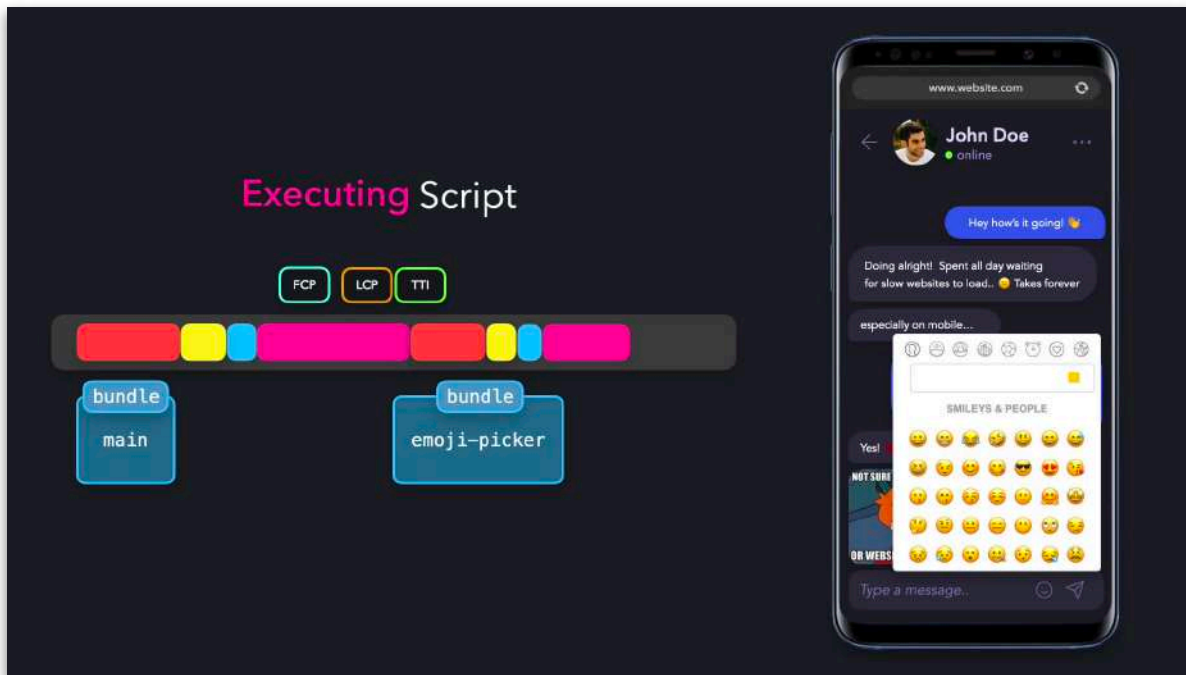 Executing Script
FCP
LCP
TTI
bundle
main
bundle
emoji-picker
www.website.com
John Doe
online
Hey how's it going!
Doing alright! Spent all day waiting
for slow websites to load.. Takes forever
especially on mobile...
SMILEYS & PEOPLE
Yes!
NOT SURE
OR WEBS
Type a message..